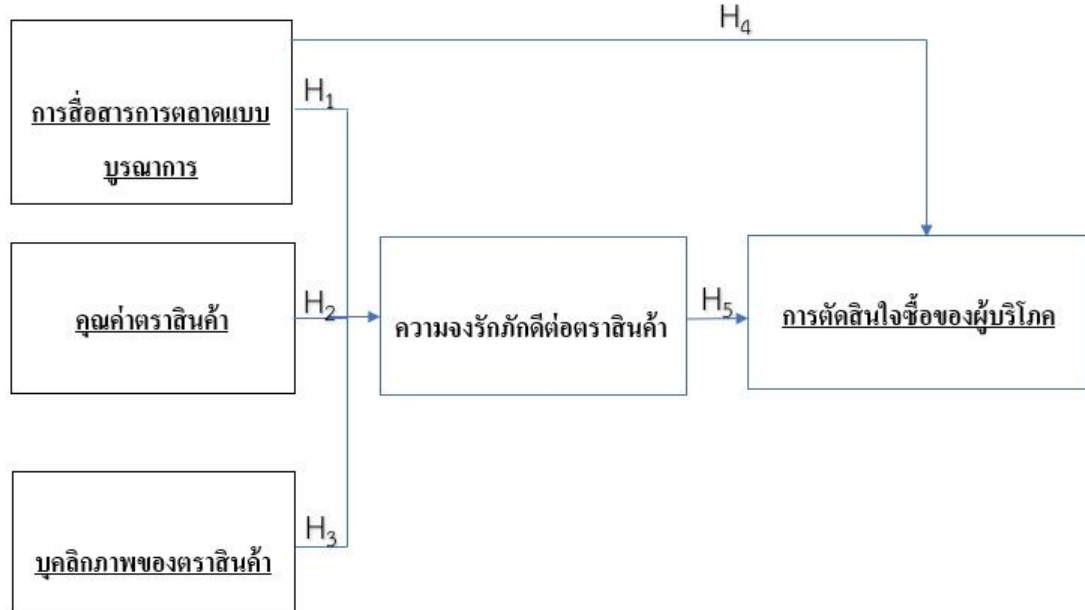 H4
การสื่อสารการตลาดแบบ
บูรณาการ
H1
คุณค่าตราสินค้า
H2
ความจงรักภักดีต่อตราสินค้า
H5
การตัดสินใจซื้อของผู้บริโภค
บุคลิกภาพของตราสินค้า
H3